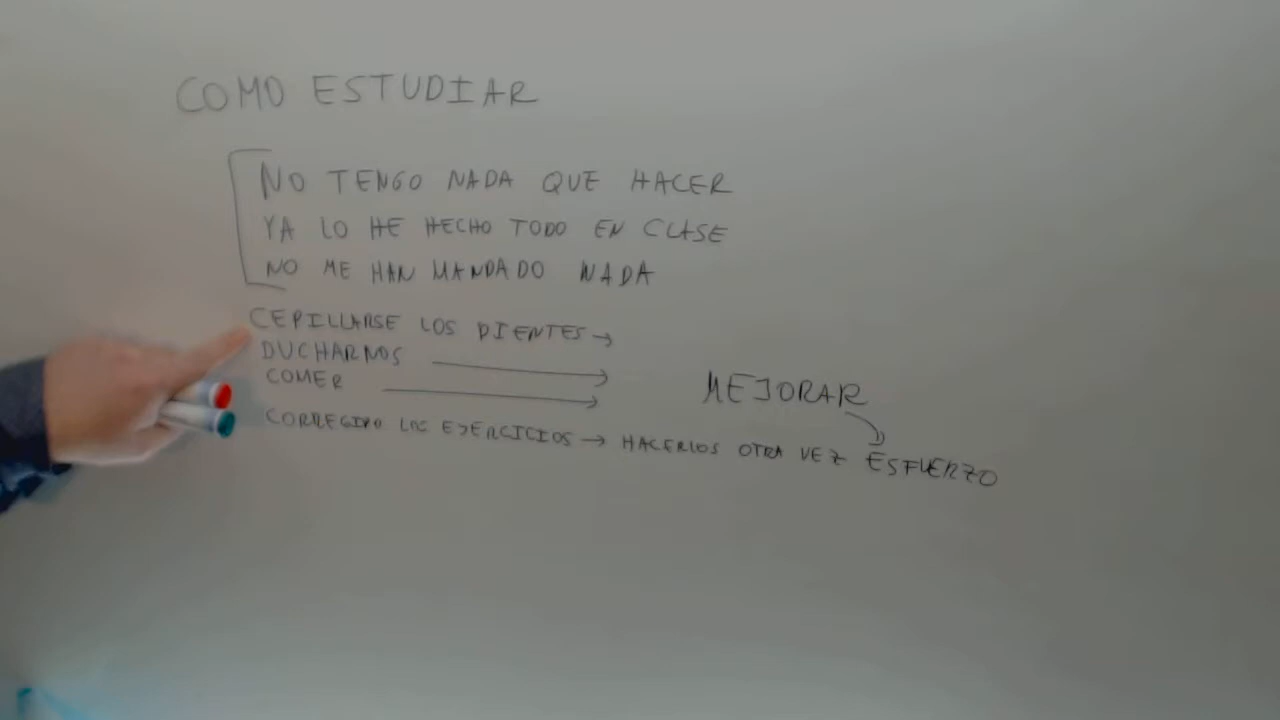 COMO ESTUDIAR
NO TENGO NADA QUE HACER
YA LO HE HECHO TODO EN CLASE
NO ME HAN MANDADO NADA
CEPILLARSE LOS DIENTES →
DUCHARNOS →
COMER →
MEJORAR
CORREGIDO LOS EJERCICIOS → HACERLOS OTRA VEZ ESFUERZO